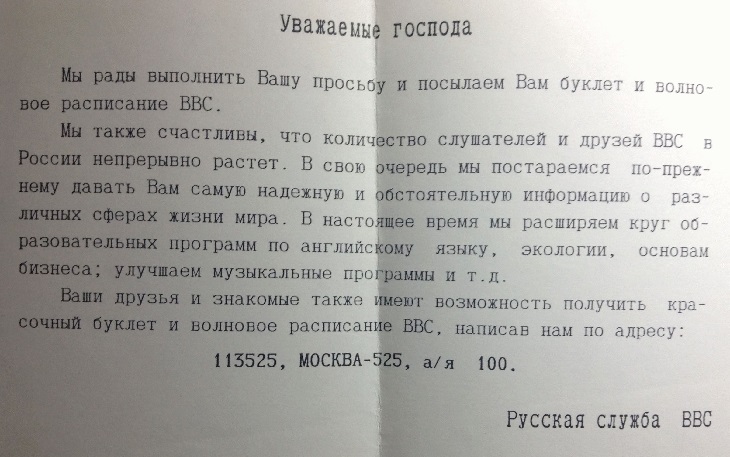 Уважаемые господа
Мы рады выполнить Вашу просьбу и посылаем Вам буклет и волно-
вое расписание ВВС.
Мы также счастливы, что количество слушателей и друзей ВВС в
России непрерывно растет. В свою очередь мы постараемся по-преж-
нему давать Вам самую надежную и обстоятельную информацию о раз-
личных сферах жизни мира. В настоящее время мы расширяем круг об-
разовательных программ по английскому языку, экологии, основам
бизнеса; улучшаем музыкальные программы и т.д.
Ваши друзья и знакомые также имеют возможность получить кра-
сочный буклет и волновое расписание ВВС, написав нам по адресу:
113525, МОСКВА-525, а/я 100.
Русская служба ВВС